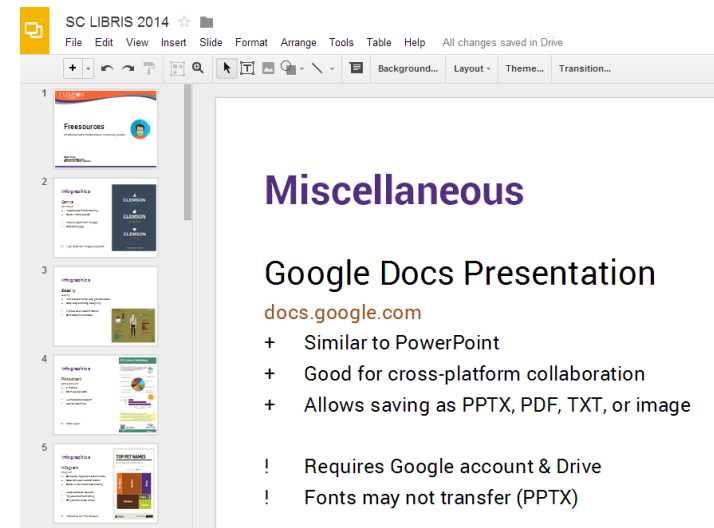 SC LIBRIS 2014
File Edit View Insert Slide Format Arrange Tools Table Help All changes saved in Drive
Background... Layout Theme... Transition...
1
CLEMSON
Freesources
2
Infographics
CLEMSON
CLEMSON
CLEMSON
3
Infographics
4
Infographics
Piktochart
5
Infographics
Infogram
TOP PET NAMES
Miscellaneous
Google Docs Presentation
docs.google.com
+ Similar to PowerPoint
+ Good for cross-platform collaboration
+ Allows saving as PPTX, PDF, TXT, or image
! Requires Google account & Drive
! Fonts may not transfer (PPTX)